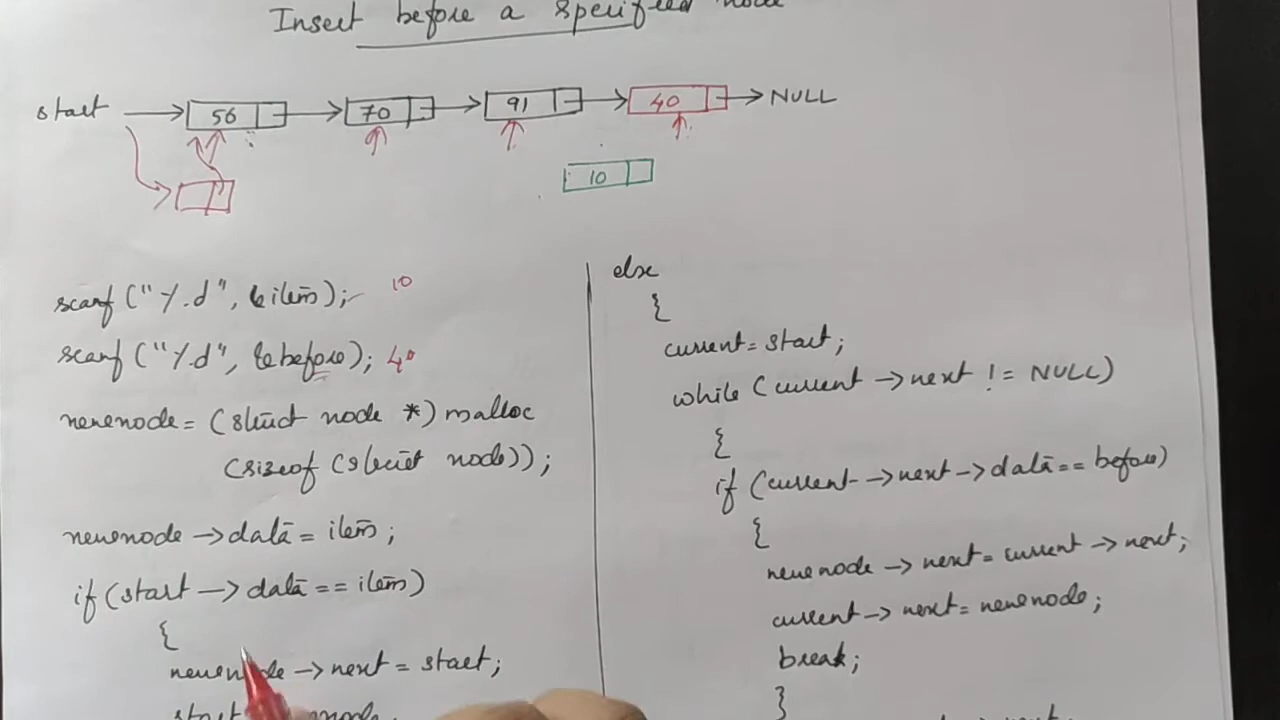 Insert before a specified node
start 56 70 91 40 NULL
10
scanf ("%d", &item); 10
scanf ("%d", &before); 40
newnode = (struct node *) malloc
(sizeof (struct node));
newnode → data = item;
if (start → data == item)
{
newnode → next = start;
start
else
{
current = start;
while (current → next != NULL)
{
if (current → next → data == before)
{
newnode → next = current → next;
current → next = newnode;
break;
}